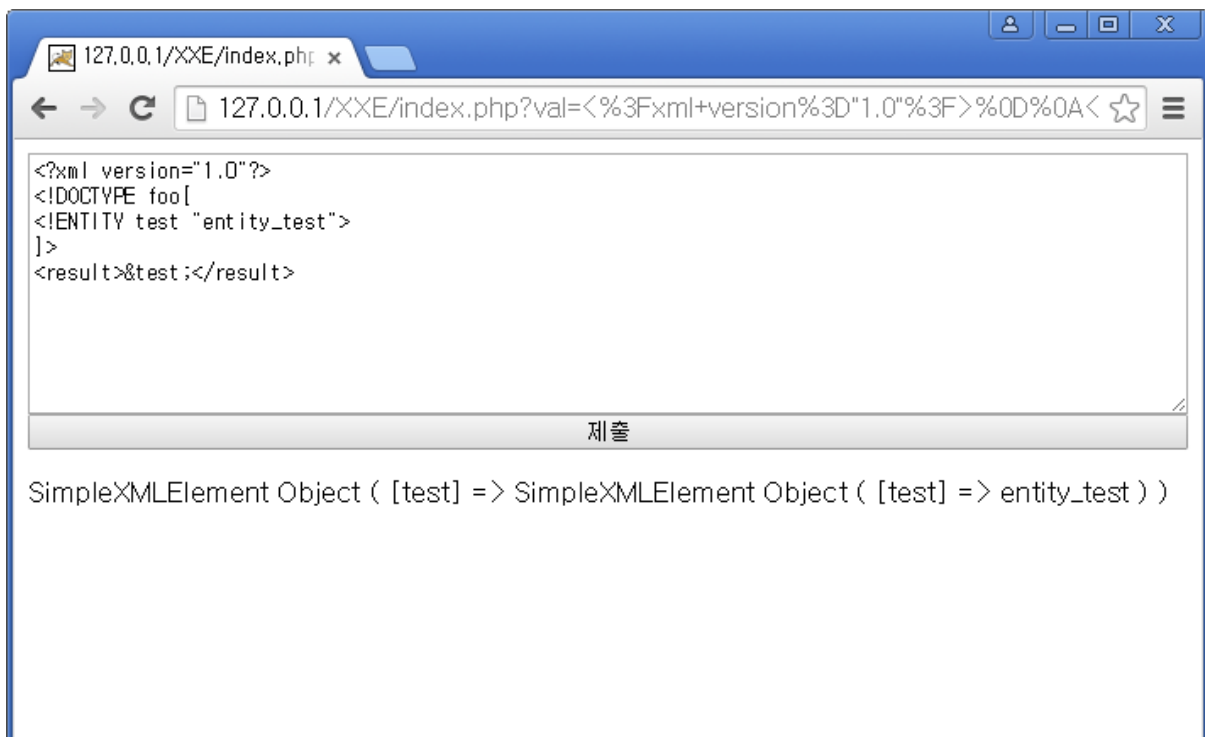 127.0.0.1/XXE/index.php
127.0.0.1/XXE/index.php?val=<%3Fxml+version%3D"1.0"%3F>%0D%0A<
<?xml version="1.0"?>
<!DOCTYPE foo[
<!ENTITY test "entity_test">
]>
<result>&test;</result>
제출
SimpleXMLElement Object ( [test] => SimpleXMLElement Object ( [test] => entity_test ) )